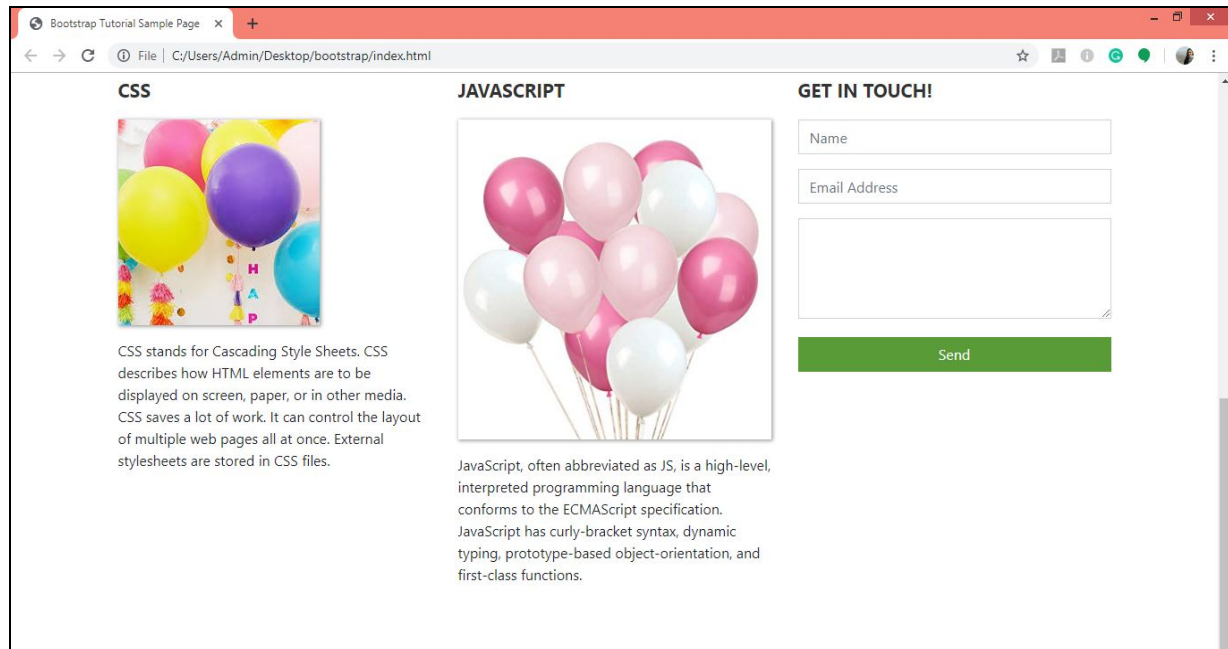 Bootstrap Tutorial Sample Page
File
C:/Users/Admin/Desktop/bootstrap/index.html
CSS
H
A
P
CSS stands for Cascading Style Sheets. CSS
describes how HTML elements are to be
displayed on screen, paper, or in other media.
CSS saves a lot of work. It can control the layout
of multiple web pages all at once. External
stylesheets are stored in CSS files.
JAVASCRIPT
JavaScript, often abbreviated as JS, is a high-level,
interpreted programming language that
conforms to the ECMAScript specification.
JavaScript has curly-bracket syntax, dynamic
typing, prototype-based object-orientation, and
first-class functions.
GET IN TOUCH!
Name
Email Address
Send